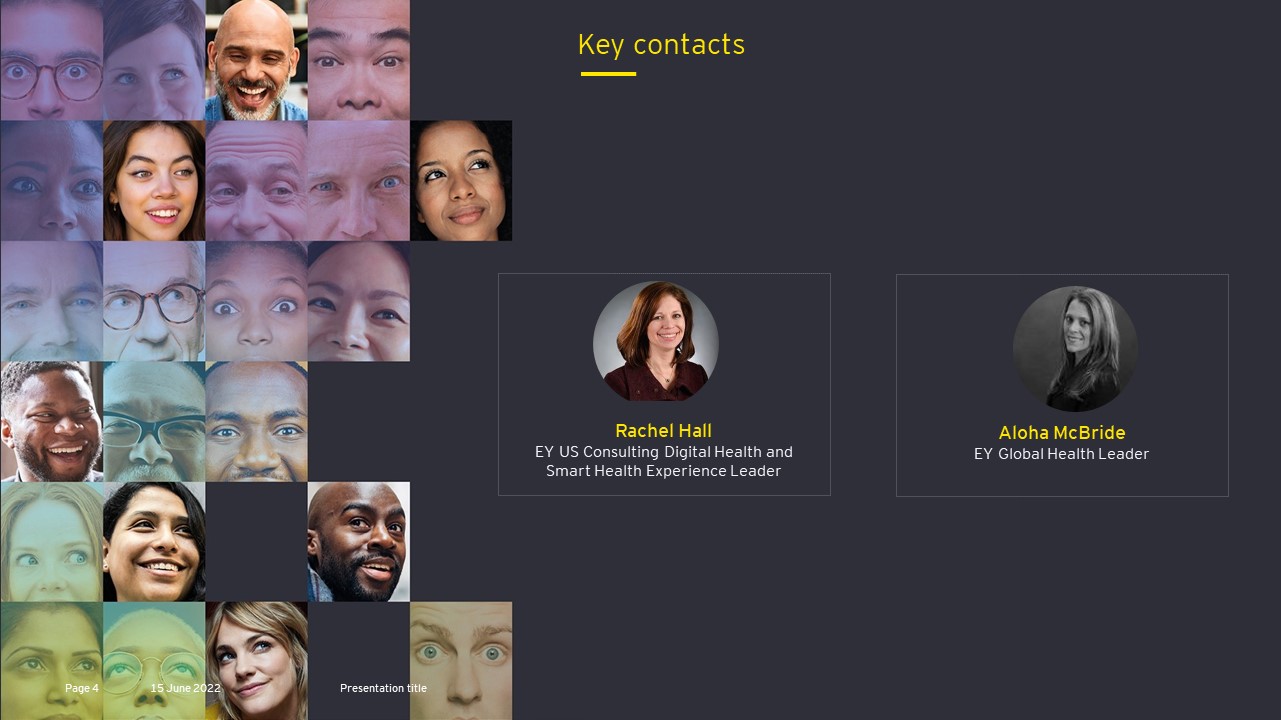 Key contacts
Rachel Hall
EY US Consulting Digital Health and
Smart Health Experience Leader
Aloha McBride
EY Global Health Leader
Page 4
15 June 2022
Presentation title